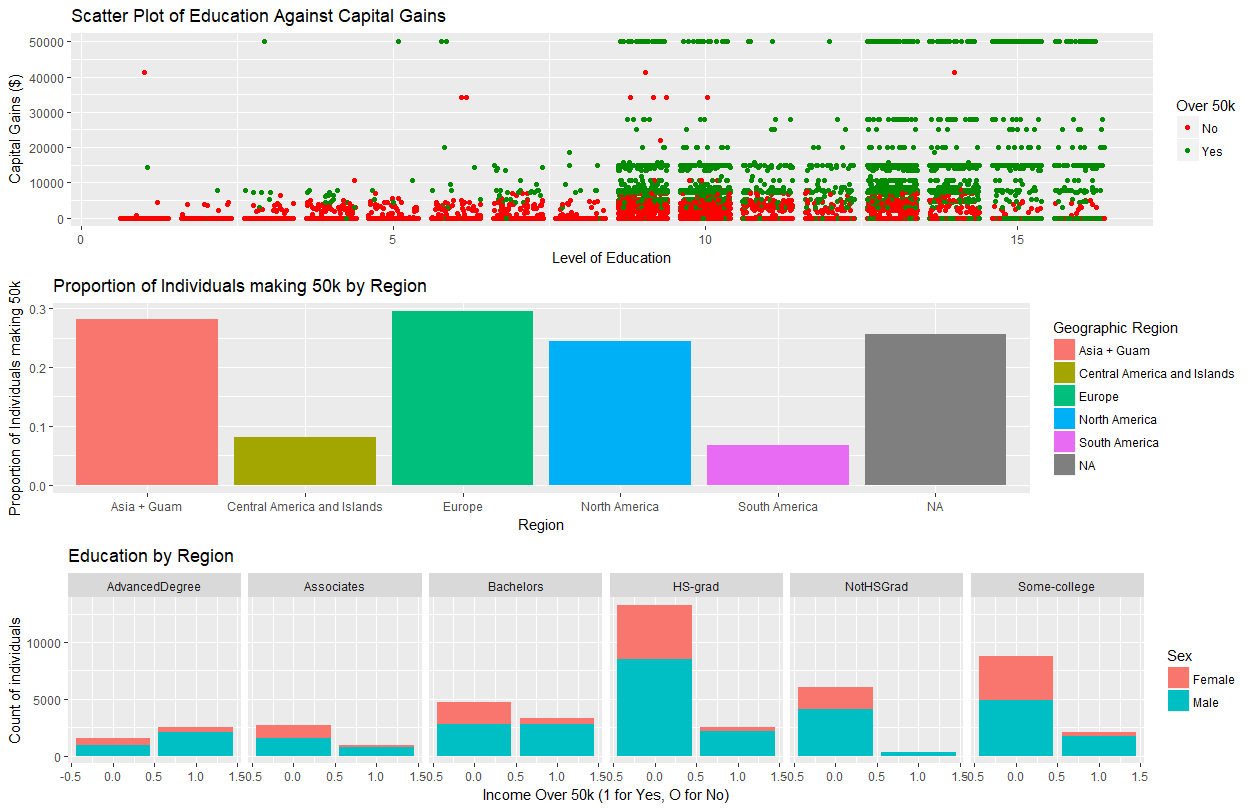 Scatter Plot of Education Against Capital Gains
Capital Gains ($)
50000
40000
30000
20000
10000
0
0
5
10
15
Level of Education
Over 50k
No
Yes
Proportion of Individuals making 50k by Region
Proportion of Individuals making 50k
0.3
0.2
0.1
0.0
Asia + Guam
Central America and Islands
Europe
North America
South America
NA
Region
Geographic Region
Asia + Guam
Central America and Islands
Europe
North America
South America
NA
Education by Region
AdvancedDegree
Associates
Bachelors
HS-grad
NotHSGrad
Some-college
Count of individuals
10000
5000
0
-0.5 0.0 0.5 1.0 1.5
-0.5 0.0 0.5 1.0 1.5
-0.5 0.0 0.5 1.0 1.5
-0.5 0.0 0.5 1.0 1.5
-0.5 0.0 0.5 1.0 1.5
-0.5 0.0 0.5 1.0 1.5
Income Over 50k (1 for Yes, O for No)
Sex
Female
Male